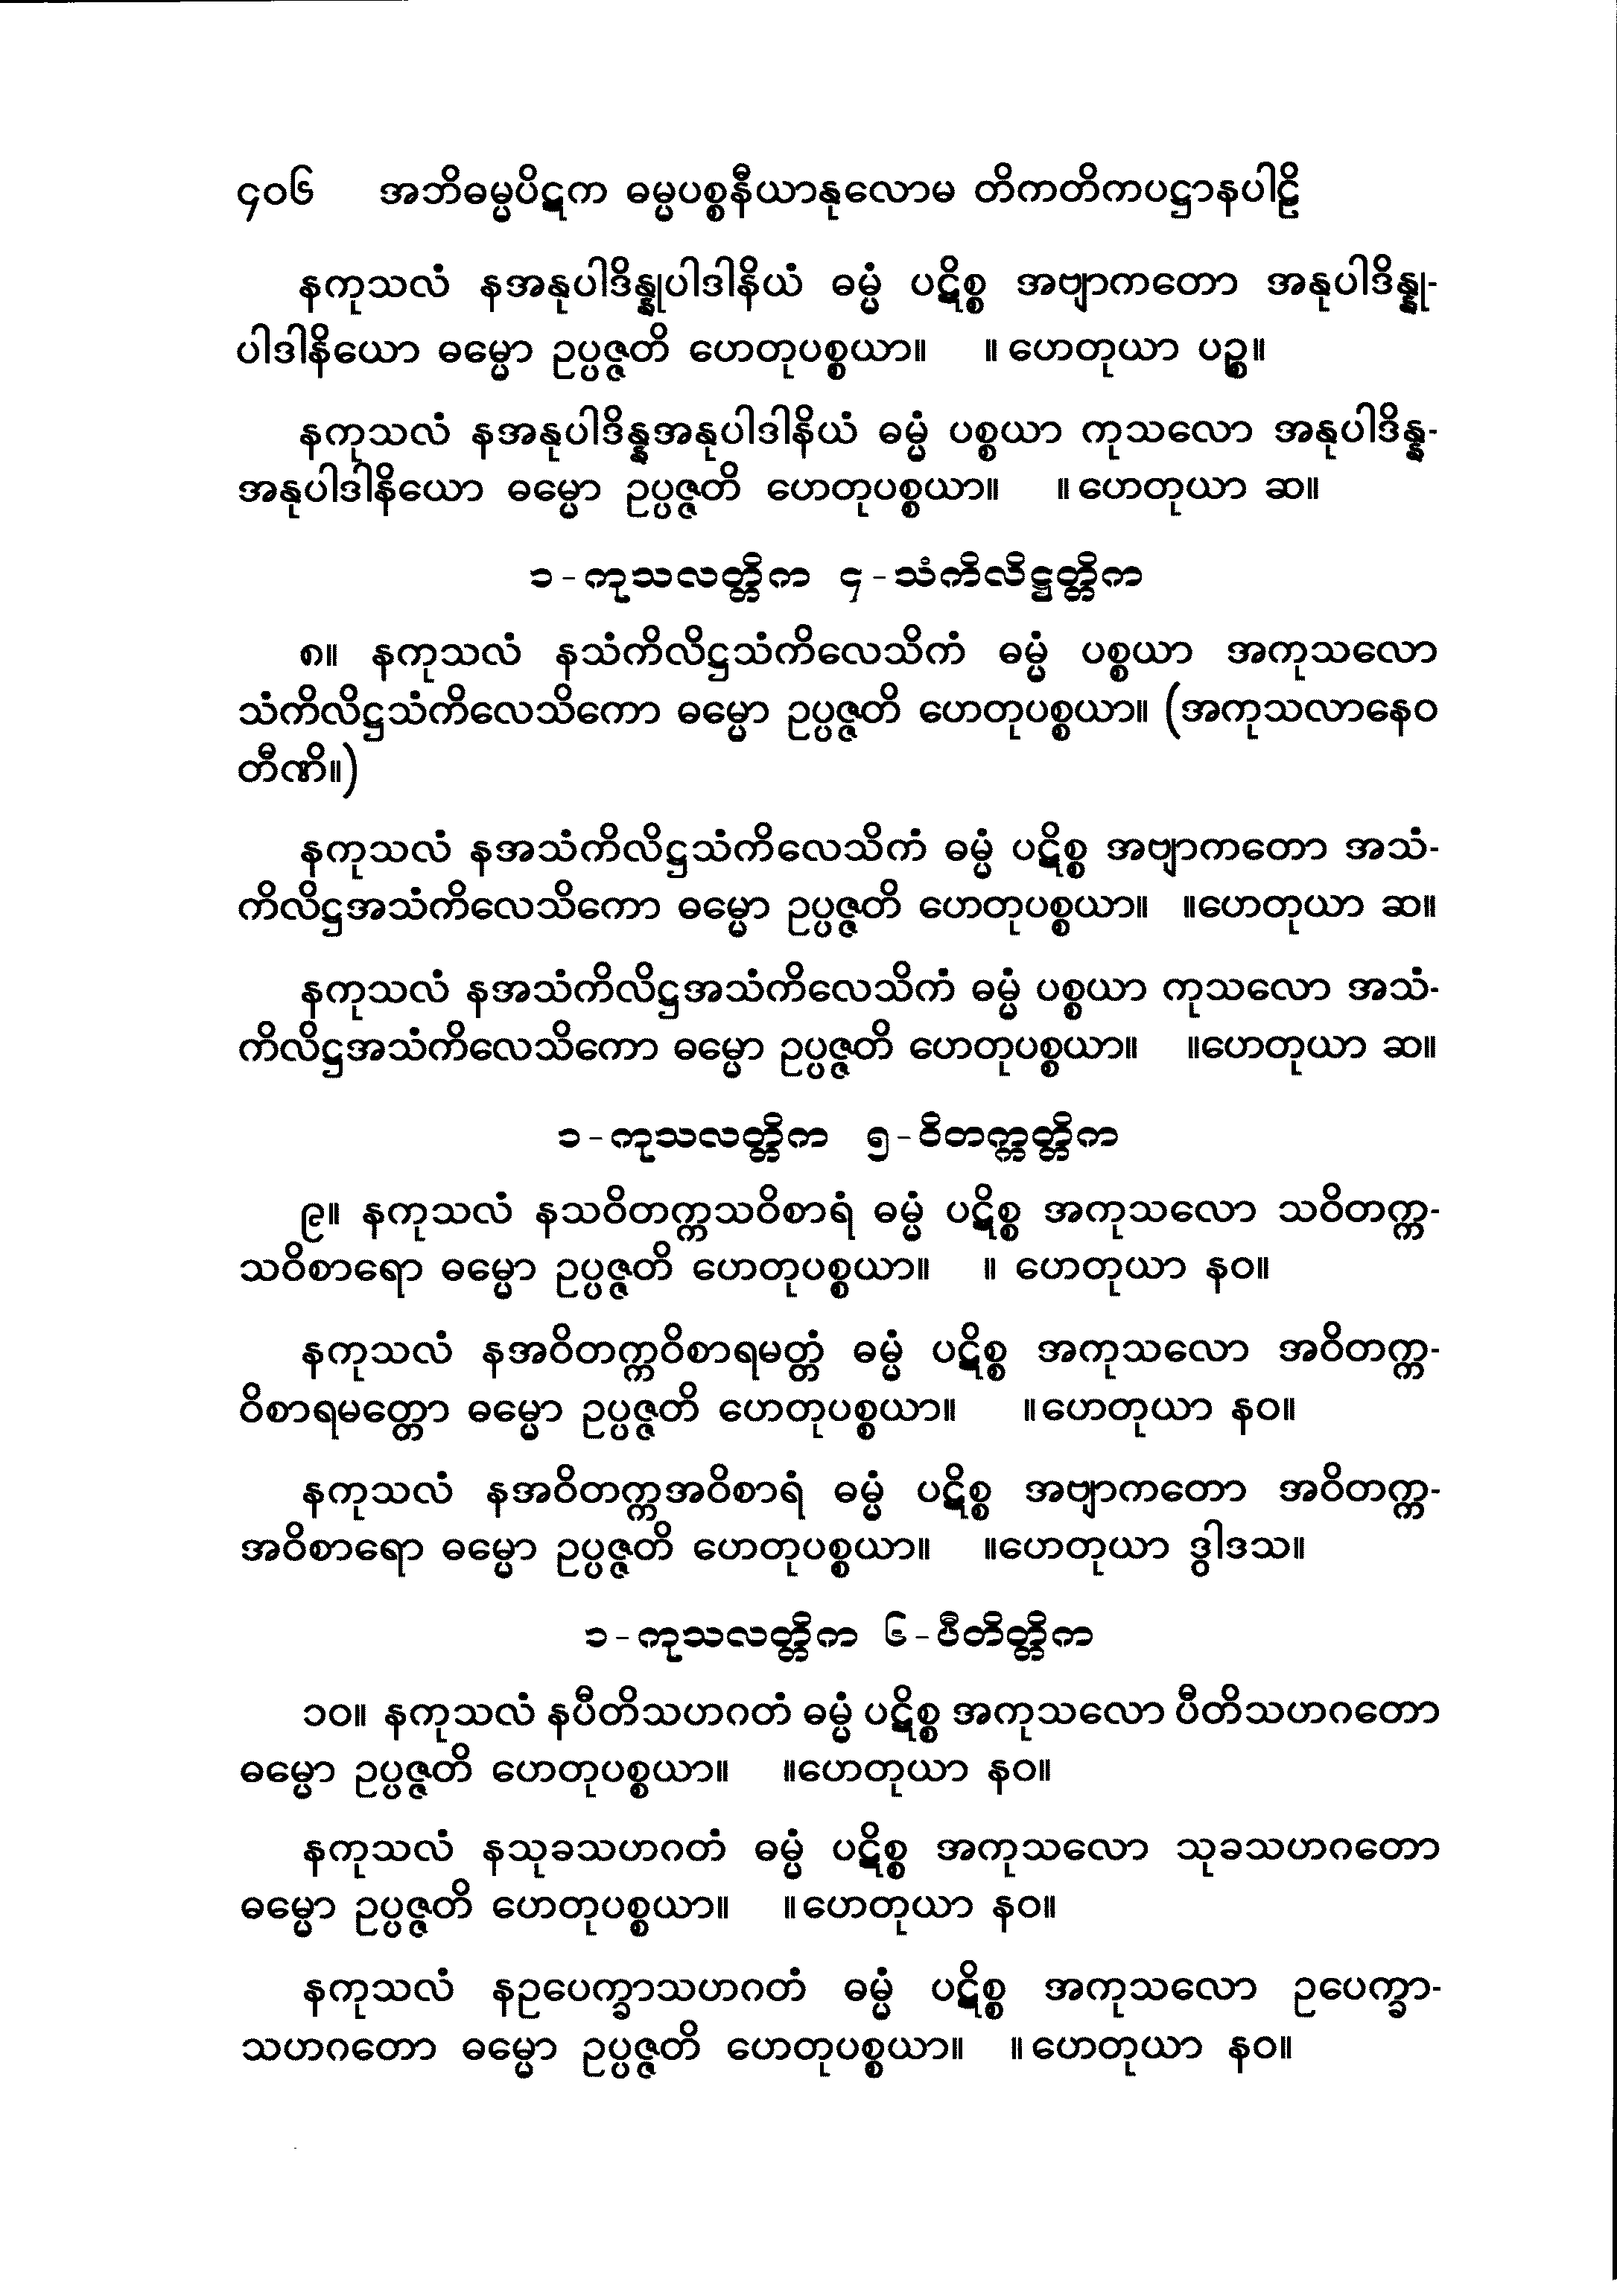 ၄၀၆ အဘိဓမ္မပိဋက ဓမ္မပစ္စနီယာနုလောမ တိကတိကပဋ္ဌာနပါဠိ
နကုသလံ နအနုပါဒိန္နုပါဒါနိယံ ဓမ္မံ ပဋိစ္စ အဗျာကတော အနုပါဒိန္နု-
ပါဒါနိယော ဓမ္မော ဥပ္ပဇ္ဇတိ ဟေတုပစ္စယာ။ ။ ဟေတုယာ ပဉ္စ။
နကုသလံ နအနုပါဒိန္နအနုပါဒါနိယံ ဓမ္မံ ပစ္စယာ ကုသလော အနုပါဒိန္န-
အနုပါဒါနိယော ဓမ္မော ဥပ္ပဇ္ဇတိ ဟေတုပစ္စယာ။ ။ ဟေတုယာ ဆ။
၁-ကုသလတ္တိက ၄-သံကိလိဋ္ဌတ္တိက
၈။ နကုသလံ နသံကိလိဋ္ဌသံကိလေသိကံ ဓမ္မံ ပစ္စယာ အကုသလော
သံကိလိဋ္ဌသံကိလေသိကော ဓမ္မော ဥပ္ပဇ္ဇတိ ဟေတုပစ္စယာ။ (အကုသလာနေဝ
တီဏိ။)
နကုသလံ နအသံကိလိဋ္ဌသံကိလေသိကံ ဓမ္မံ ပဋိစ္စ အဗျာကတော အသံ-
ကိလိဋ္ဌအသံကိလေသိကော ဓမ္မော ဥပ္ပဇ္ဇတိ ဟေတုပစ္စယာ။ ။ဟေတုယာ ဆ။
နကုသလံ နအသံကိလိဋ္ဌအသံကိလေသိကံ ဓမ္မံ ပစ္စယာ ကုသလော အသံ-
ကိလိဋ္ဌအသံကိလေသိကော ဓမ္မော ဥပ္ပဇ္ဇတိ ဟေတုပစ္စယာ။ ။ဟေတုယာ ဆ။
၁-ကုသလတ္တိက ၅-ဝိတက္ကတ္တိက
၉။ နကုသလံ နသဝိတက္ကသဝိစာရံ ဓမ္မံ ပဋိစ္စ အကုသလော သဝိတက္က-
သဝိစာရော ဓမ္မော ဥပ္ပဇ္ဇတိ ဟေတုပစ္စယာ။ ။ ဟေတုယာ နဝ။
နကုသလံ နအဝိတက္ကဝိစာရမတ္တံ ဓမ္မံ ပဋိစ္စ အကုသလော အဝိတက္က-
ဝိစာရမတ္တော ဓမ္မော ဥပ္ပဇ္ဇတိ ဟေတုပစ္စယာ။ ။ဟေတုယာ နဝ။
နကုသလံ နအဝိတက္ကအဝိစာရံ ဓမ္မံ ပဋိစ္စ အဗျာကတော အဝိတက္က-
အဝိစာရော ဓမ္မော ဥပ္ပဇ္ဇတိ ဟေတုပစ္စယာ။ ။ဟေတုယာ ဒွါဒသ။
၁-ကုသလတ္တိက ၆-ပီတိတ္တိက
၁၀။ နကုသလံ နပီတိသဟဂတံ ဓမ္မံ ပဋိစ္စ အကုသလော ပီတိသဟဂတော
ဓမ္မော ဥပ္ပဇ္ဇတိ ဟေတုပစ္စယာ။ ။ဟေတုယာ နဝ။
နကုသလံ နသုခသဟဂတံ ဓမ္မံ ပဋိစ္စ အကုသလော သုခသဟဂတော
ဓမ္မော ဥပ္ပဇ္ဇတိ ဟေတုပစ္စယာ။ ။ဟေတုယာ နဝ။
နကုသလံ နဥပေက္ခာသဟဂတံ ဓမ္မံ ပဋိစ္စ အကုသလော ဥပေက္ခာ-
သဟဂတော ဓမ္မော ဥပ္ပဇ္ဇတိ ဟေတုပစ္စယာ။ ။ ဟေတုယာ နဝ။